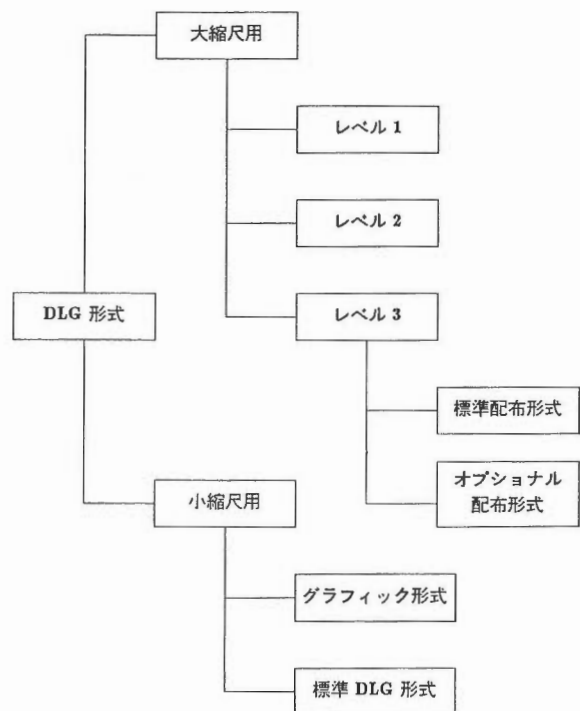 大縮尺用
レベル 1
レベル 2
DLG 形式
レベル 3
標準配布形式
オプショナル
配布形式
小縮尺用
グラフィック形式
標準 DLG 形式